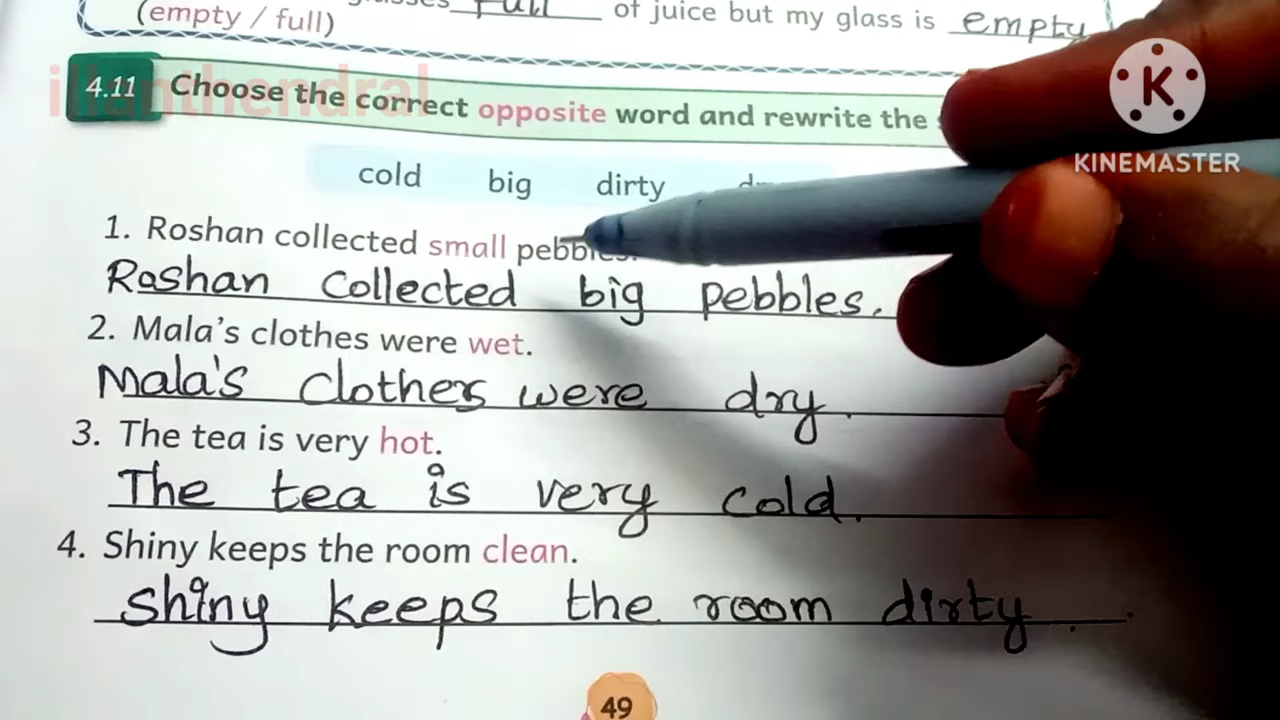 full of juice but my glass is empty
(empty / full)
illanthendral
KINEMASTER
4.11 Choose the correct opposite word and rewrite the
cold big dirty
1. Roshan collected small pebbles.
Roshan collected big pebbles.
2. Mala's clothes were wet.
Mala's clothes were dry.
3. The tea is very hot.
The tea is very cold.
4. Shiny keeps the room clean.
Shiny keeps the room dirty.
49